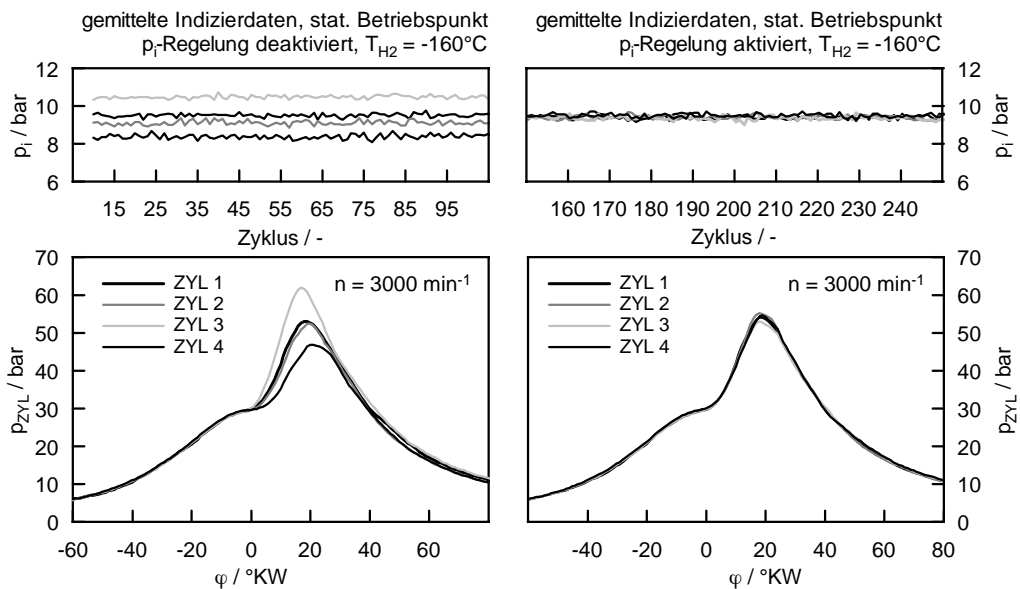 gemittelte Indizierdaten, stat. Betriebspunkt
pi-Regelung deaktiviert, TH2 = -160°C
12
10
8
6
pi / bar
15 25 35 45 55 65 75 85 95
Zyklus / -
70
60
50
40
30
20
10
0
pZYL / bar
ZYL 1
ZYL 2
ZYL 3
ZYL 4
n = 3000 min-1
-60 -40 -20 0 20 40 60
φ / °KW
gemittelte Indizierdaten, stat. Betriebspunkt
pi-Regelung aktiviert, TH2 = -160°C
12
10
8
6
pi / bar
160 170 180 190 200 210 220 230 240
Zyklus / -
ZYL 1
ZYL 2
ZYL 3
ZYL 4
n = 3000 min-1
70
60
50
40
30
20
10
0
pZYL / bar
-40 -20 0 20 40 60 80
φ / °KW